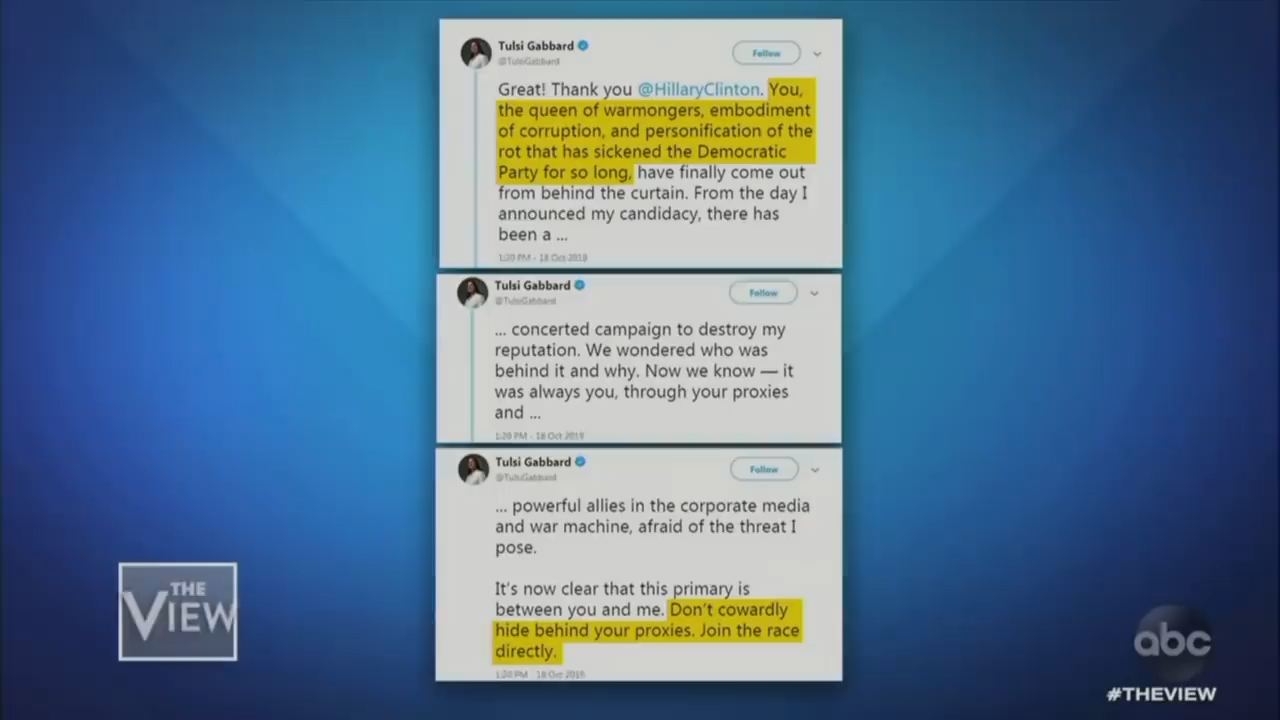 Tulsi Gabbard
@TulsiGabbard
Follow
Great! Thank you @HillaryClinton. You,
the queen of warmongers, embodiment
of corruption, and personification of the
rot that has sickened the Democratic
Party for so long, have finally come out
from behind the curtain. From the day I
announced my candidacy, there has
been a ...
1:20 PM - 18 Oct 2019
Tulsi Gabbard
@TulsiGabbard
Follow
... concerted campaign to destroy my
reputation. We wondered who was
behind it and why. Now we know — it
was always you, through your proxies
and ...
1:20 PM - 18 Oct 2019
Tulsi Gabbard
@TulsiGabbard
Follow
... powerful allies in the corporate media
and war machine, afraid of the threat I
pose.
It's now clear that this primary is
between you and me. Don't cowardly
hide behind your proxies. Join the race
directly.
1:20 PM - 18 Oct 2019
THE
VIEW
abc
#THEVIEW